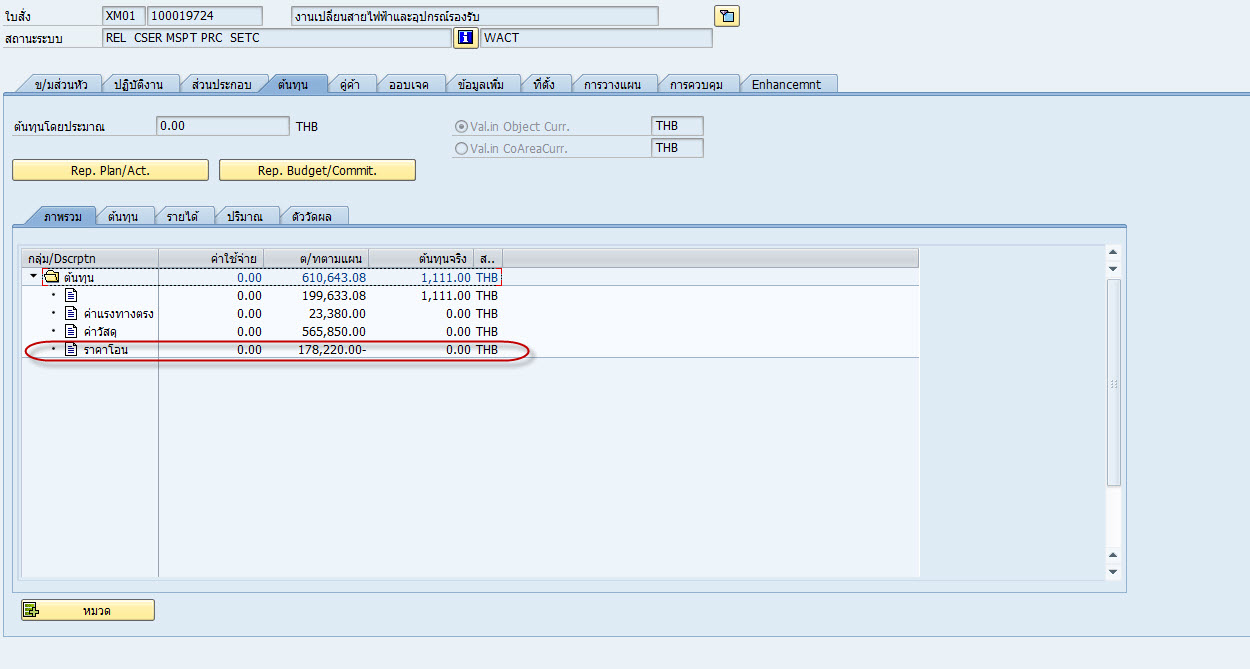 ใบสั่ง XM01 100019724 งานเปลี่ยนสายไฟฟ้าและอุปกรณ์รองรับ
สถานะระบบ REL CSER MSPT PRC SETC WACT
ข/มส่วนหัว ปฏิบัติงาน ส่วนประกอบ ต้นทุน คู่ค้า ออบเจค ข้อมูลเพิ่ม ที่ตั้ง การวางแผน การควบคุม Enhancemnt
ต้นทุนโดยประมาณ 0.00 THB Val.in Object Curr. THB
Val.in CoAreaCurr. THB
Rep. Plan/Act. Rep. Budget/Commit.
ภาพรวม ต้นทุน รายได้ ปริมาณ ตัววัดผล
กลุ่ม/Dscrptn ค่าใช้จ่าย ต/ทตามแผน ต้นทุนจริง ส..
ต้นทุน 0.00 610,643.08 1,111.00 THB
0.00 199,633.08 1,111.00 THB
ค่าแรงทางตรง 0.00 23,380.00 0.00 THB
ค่าวัสดุ 0.00 565,850.00 0.00 THB
ราคาโอน 0.00 178,220.00- 0.00 THB
หมวด